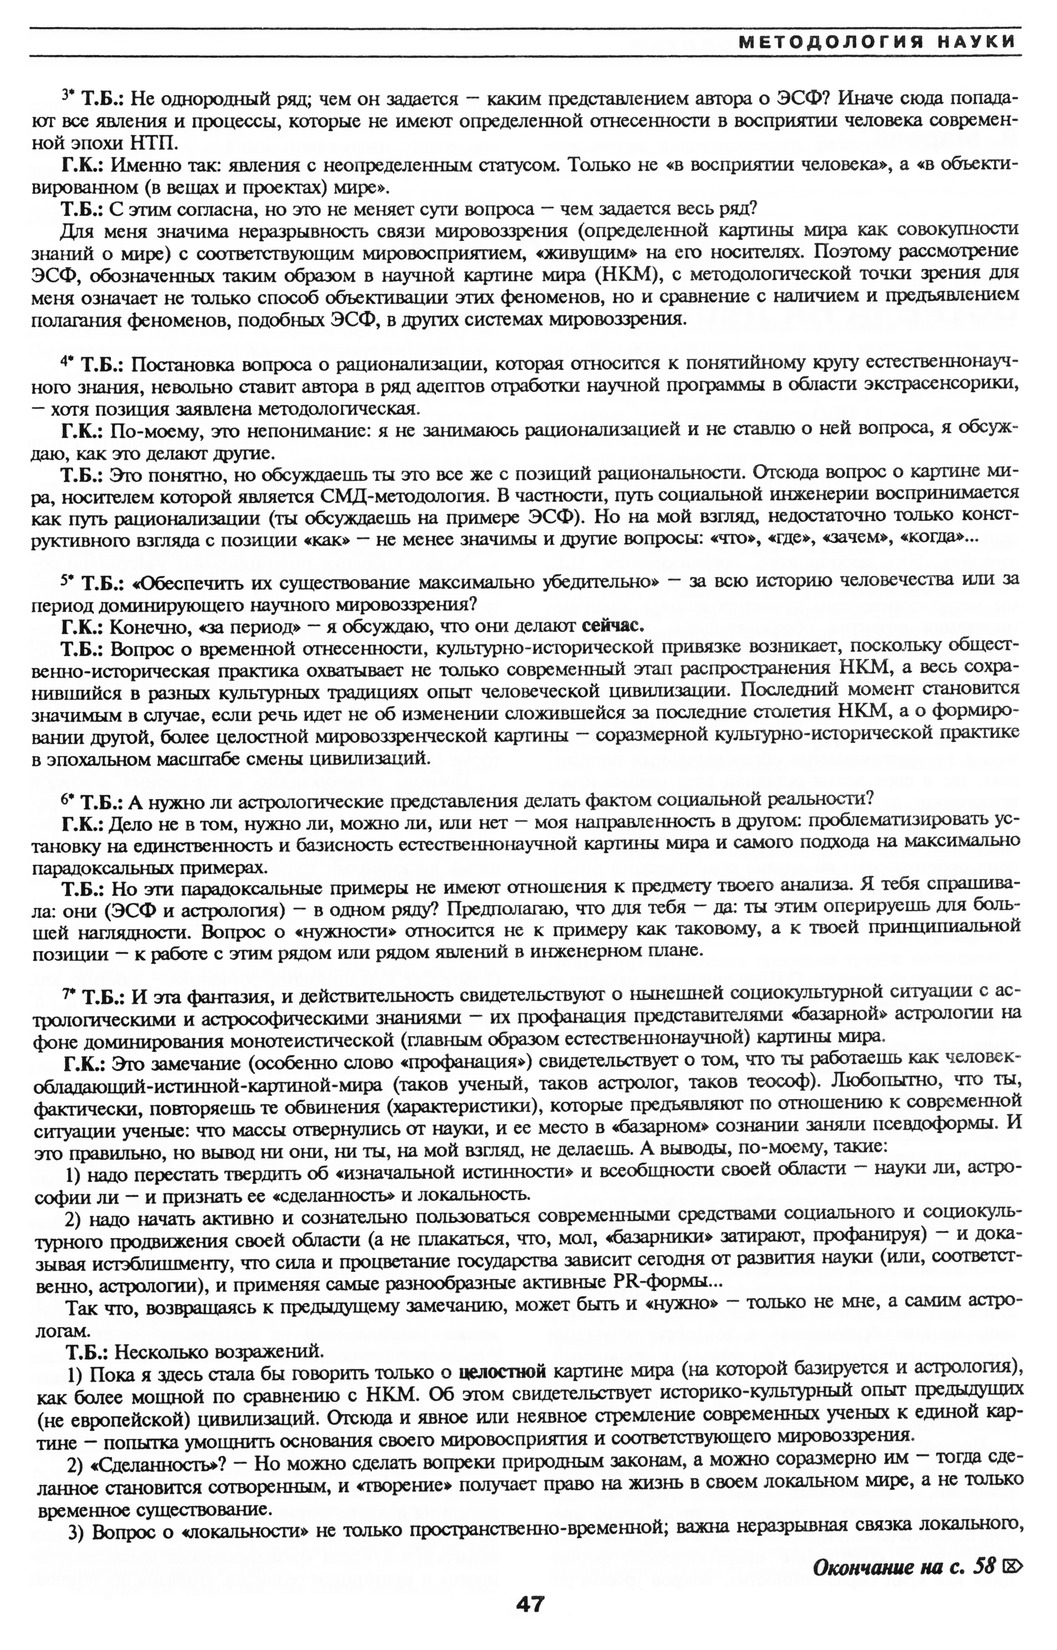 МЕТОДОЛОГИЯ НАУКИ
3* Т.Б.: Не однородный ряд; чем он задается — каким представлением автора о ЭСФ? Иначе сюда попада-
ют все явления и процессы, которые не имеют определенной отнесенности в восприятии человека современ-
ной эпохи НТП.
Г.К.: Именно так: явления с неопределенным статусом. Только не «в восприятии человека», а «в объекти-
вированном (в вещах и проектах) мире».
Т.Б.: С этим согласна, но это не меняет сути вопроса — чем задается весь ряд?
Для меня значима неразрывность связи мировоззрения (определенной картины мира как совокупности
знаний о мире) с соответствующим мировосприятием, «живущим» на его носителях. Поэтому рассмотрение
ЭСФ, обозначенных таким образом в научной картине мира (НКМ), с методологической точки зрения для
меня означает не только способ объективации этих феноменов, но и сравнение с наличием и предъявлением
полагания феноменов, подобных ЭСФ, в других системах мировоззрения.
4* Т.Б.: Постановка вопроса о рационализации, которая относится к понятийному кругу естественнонауч-
ного знания, невольно ставит автора в ряд адептов отработки научной программы в области экстрасенсорики,
— хотя позиция заявлена методологическая.
Г.К.: По-моему, это непонимание: я не занимаюсь рационализацией и не ставлю о ней вопроса, я обсуж-
даю, как это делают другие.
Т.Б.: Это понятно, но обсуждаешь ты это все же с позиций рациональности. Отсюда вопрос о картине ми-
ра, носителем которой является СМД-методология. В частности, путь социальной инженерии воспринимается
как путь рационализации (ты обсуждаешь на примере ЭСФ). Но на мой взгляд, недостаточно только конст-
руктивного взгляда с позиции «как» — не менее значимы и другие вопросы: «что», «где», «зачем», «когда»...
5* Т.Б.: «Обеспечить их существование максимально убедительно» — за всю историю человечества или за
период доминирующего научного мировоззрения?
Г.К.: Конечно, «за период» — я обсуждаю, что они делают сейчас.
Т.Б.: Вопрос о временной отнесенности, культурно-исторической привязке возникает, поскольку общест-
венно-историческая практика охватывает не только современный этап распространения НКМ, а весь сохра-
нившийся в разных культурных традициях опыт человеческой цивилизации. Последний момент становится
значимым в случае, если речь идет не об изменении сложившейся за последние столетия НКМ, а о формиро-
вании другой, более целостной мировоззренческой картины — соразмерной культурно-исторической практике
в эпохальном масштабе смены цивилизаций.
6* Т.Б.: А нужно ли астрологические представления делать фактом социальной реальности?
Г.К.: Дело не в том, нужно ли, можно ли, или нет — моя направленность в другом: проблематизировать ус-
тановку на единственность и базисность естественнонаучной картины мира и самого подхода на максимально
парадоксальных примерах.
Т.Б.: Но эти парадоксальные примеры не имеют отношения к предмету твоего анализа. Я тебя спрашива-
ла: они (ЭСФ и астрология) — в одном ряду? Предполагаю, что для тебя — да: ты этим оперируешь для боль-
шей наглядности. Вопрос о «нужности» относится не к примеру как таковому, а к твоей принципиальной
позиции — к работе с этим рядом или рядом явлений в инженерном плане.
7* Т.Б.: И эта фантазия, и действительность свидетельствуют о нынешней социокультурной ситуации с ас-
трологическими и астрософическими знаниями — их профанация представителями «базарной» астрологии на
фоне доминирования монотеистической (главным образом естественнонаучной) картины мира.
Г.К.: Это замечание (особенно слово «профанация») свидетельствует о том, что ты работаешь как человек-
обладающий-истинной-картиной-мира (таков ученый, таков астролог, таков теософ). Любопытно, что ты,
фактически, повторяешь те обвинения (характеристики), которые предъявляют по отношению к современной
ситуации ученые: что массы отвернулись от науки, и ее место в «базарном» сознании заняли псевдоформы. И
это правильно, но вывод ни они, ни ты, на мой взгляд, не делаешь. А выводы, по-моему, такие:
1) надо перестать твердить об «изначальной истинности» и всеобщности своей области — науки ли, астро-
софии ли — и признать ее «сделанность» и локальность.
2) надо начать активно и сознательно пользоваться современными средствами социального и социокуль-
турного продвижения своей области (а не плакаться, что, мол, «базарники» затирают, профанируя) — и дока-
зывая истэблишменту, что сила и процветание государства зависит сегодня от развития науки (или, соответст-
венно, астрологии), и применяя самые разнообразные активные PR-формы...
Так что, возвращаясь к предыдущему замечанию, может быть и «нужно» — только не мне, а самим астро-
логам.
Т.Б.: Несколько возражений.
1) Пока я здесь стала бы говорить только о целостной картине мира (на которой базируется и астрология),
как более мощной по сравнению с НКМ. Об этом свидетельствует историко-культурный опыт предыдущих
(не европейской) цивилизаций. Отсюда и явное или неявное стремление современных ученых к единой кар-
тине — попытка умощнить основания своего мировосприятия и соответствующего мировоззрения.
2) «Сделанность»? — Но можно сделать вопреки природным законам, а можно соразмерно им — тогда сде-
ланное становится сотворенным, и «творение» получает право на жизнь в своем локальном мире, а не только
временное существование.
3) Вопрос о «локальности» не только пространственно-временной; важна неразрывная связка локального,
Окончание на с. 58
47